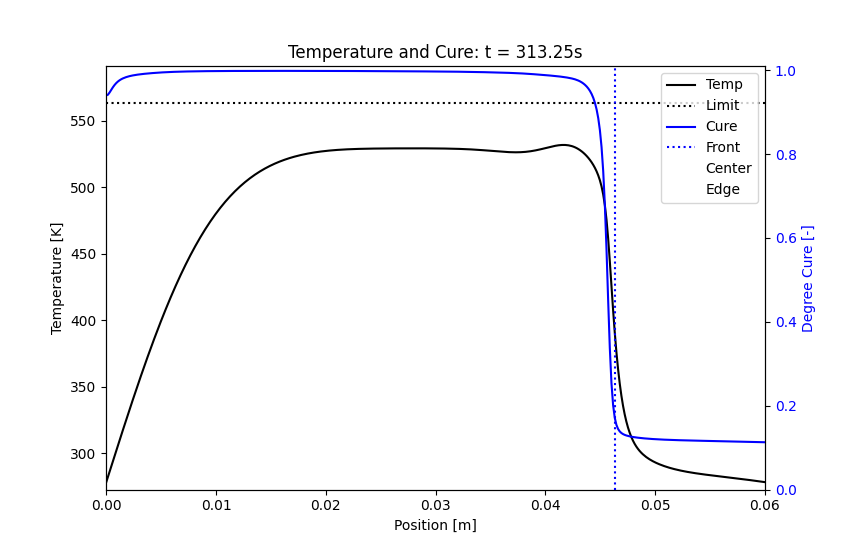 Temperature and Cure: t = 313.25s
Temp
Limit
Cure
Front
Center
Edge
550
500
450
400
350
300
Temperature [K]
1.0
0.8
0.6
0.4
0.2
0.0
Degree Cure [-]
0.00 0.01 0.02 0.03 0.04 0.05 0.06
Position [m]